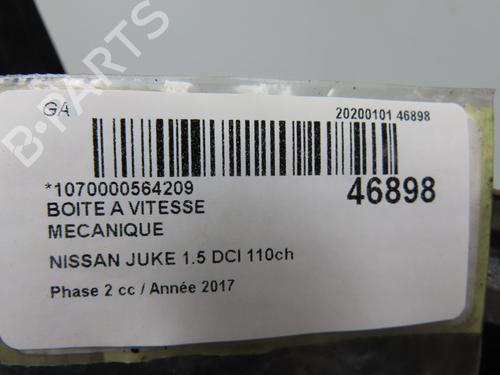 GA
20200101 46898
*1070000564209
46898
BOITE A VITESSE
MECANIQUE
NISSAN JUKE 1.5 DCI 110ch
Phase 2 cc / Année 2017
B-PARTS